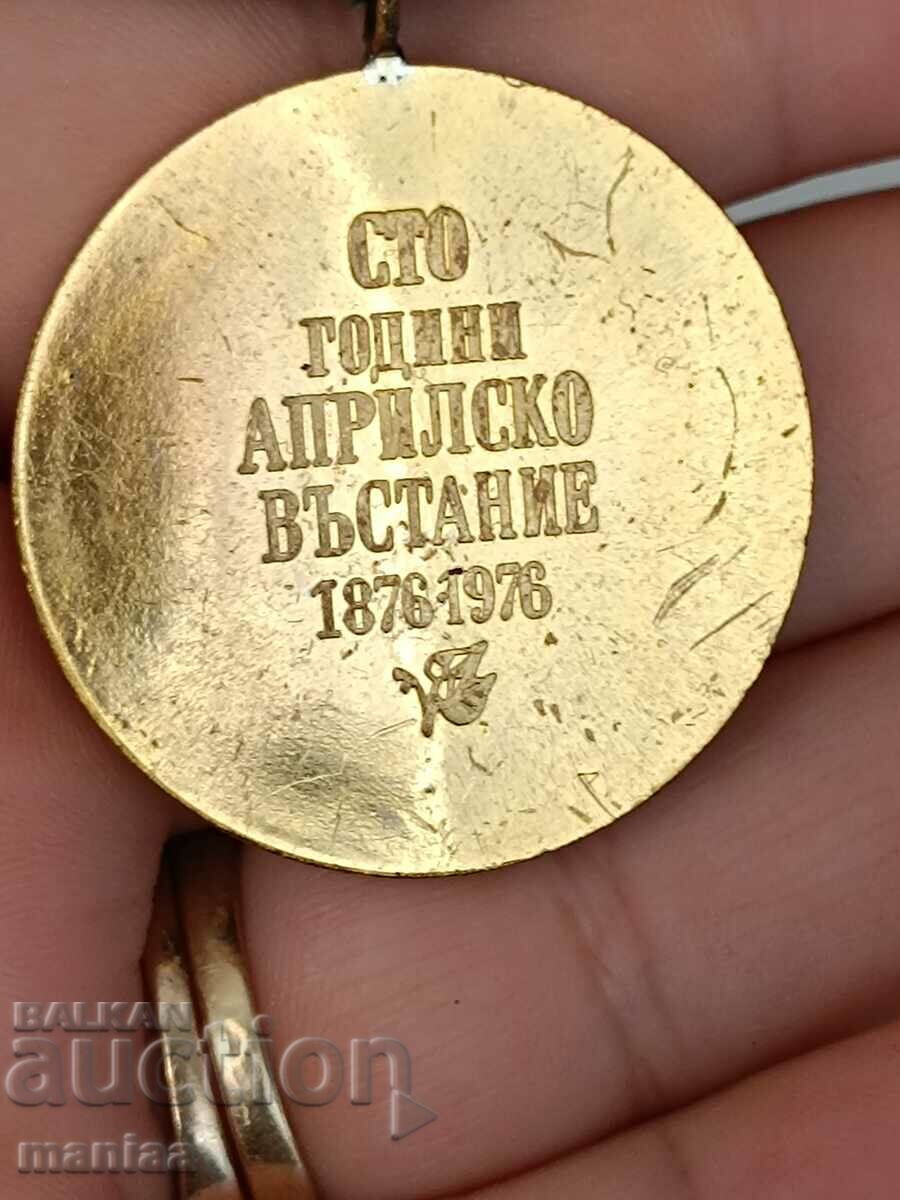 СТО
ГОДИНИ
АПРИЛСКО
ВЪСТАНИЕ
1876-1976
BALKAN
auction
maniaa